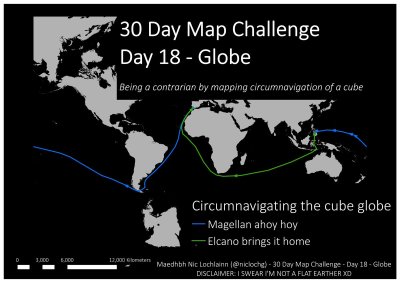 30 Day Map Challenge
Day 18 - Globe
Being a contrarian by mapping circumnavigation of a cube
Circumnavigating the cube globe
Magellan ahoy hoy
Elcano brings it home
0 3,000 6,000 12,000 Kilometers
Maedhbh Nic Lochlainn (@niclochg) - 30 Day Map Challenge - Day 18 - Globe
DISCLAIMER: I SWEAR I'M NOT A FLAT EARTHER XD